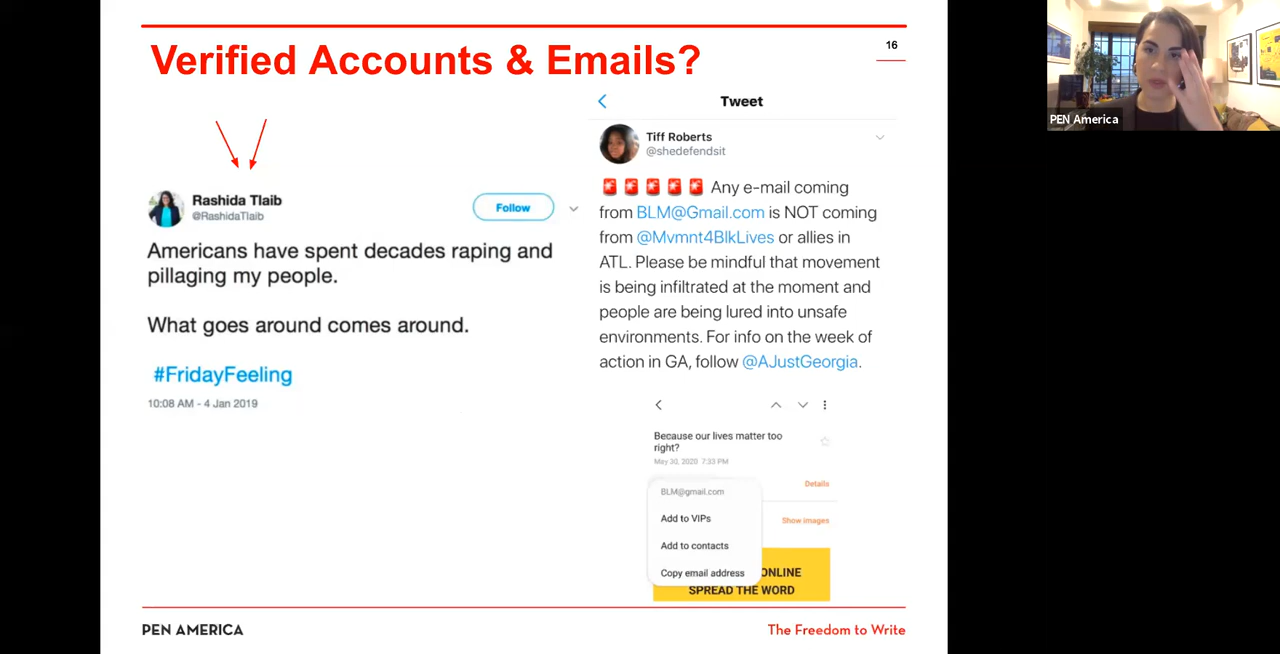 Verified Accounts & Emails?
16
PEN America
Rashida Tlaib
@RashidaTlaib
Follow
Americans have spent decades raping and
pillaging my people.
What goes around comes around.
#FridayFeeling
10:08 AM - 4 Jan 2019
Tweet
Tiff Roberts
@shedefendsit
🚨🚨🚨🚨🚨 Any e-mail coming
from BLM@Gmail.com is NOT coming
from @Mvmnt4BlkLives or allies in
ATL. Please be mindful that movement
is being infiltrated at the moment and
people are being lured into unsafe
environments. For info on the week of
action in GA, follow @AJustGeorgia.
Because our lives matter too
right?
May 30, 2020 7:33 PM
Details
BLM@gmail.com
Add to VIPs
Show images
Add to contacts
Copy email address
ONLINE
SPREAD THE WORD
PEN AMERICA
The Freedom to Write